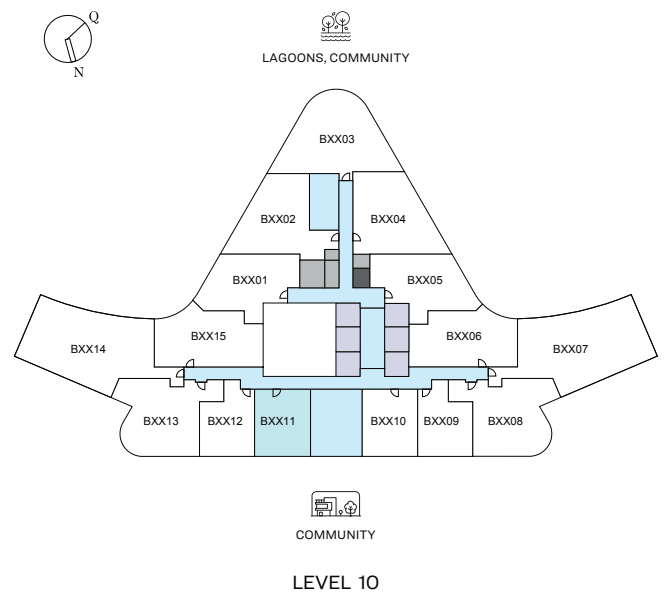 Q
N
LAGOONS, COMMUNITY
BXX03
BXX02
BXX04
BXX01
BXX05
BXX15
BXX06
BXX14
BXX07
BXX13
BXX12
BXX11
BXX10
BXX09
BXX08
COMMUNITY
LEVEL 10